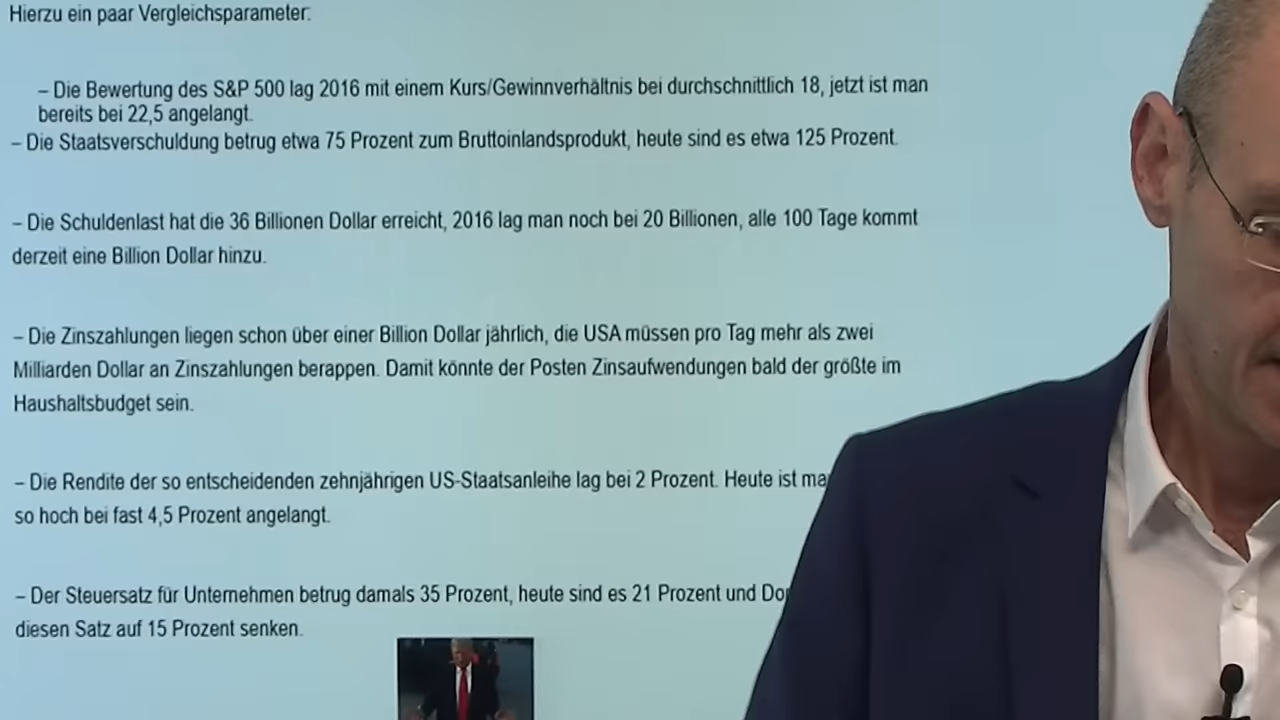 Hierzu ein paar Vergleichsparameter:
– Die Bewertung des S&P 500 lag 2016 mit einem Kurs/Gewinnverhältnis bei durchschnittlich 18, jetzt ist man
bereits bei 22,5 angelangt.
– Die Staatsverschuldung betrug etwa 75 Prozent zum Bruttoinlandsprodukt, heute sind es etwa 125 Prozent.
– Die Schuldenlast hat die 36 Billionen Dollar erreicht, 2016 lag man noch bei 20 Billionen, alle 100 Tage kommt
derzeit eine Billion Dollar hinzu.
– Die Zinszahlungen liegen schon über einer Billion Dollar jährlich, die USA müssen pro Tag mehr als zwei
Milliarden Dollar an Zinszahlungen berappen. Damit könnte der Posten Zinsaufwendungen bald der größte im
Haushaltsbudget sein.
– Die Rendite der so entscheidenden zehnjährigen US-Staatsanleihe lag bei 2 Prozent. Heute ist
so hoch bei fast 4,5 Prozent angelangt.
– Der Steuersatz für Unternehmen betrug damals 35 Prozent, heute sind es 21 Prozent und
diesen Satz auf 15 Prozent senken.